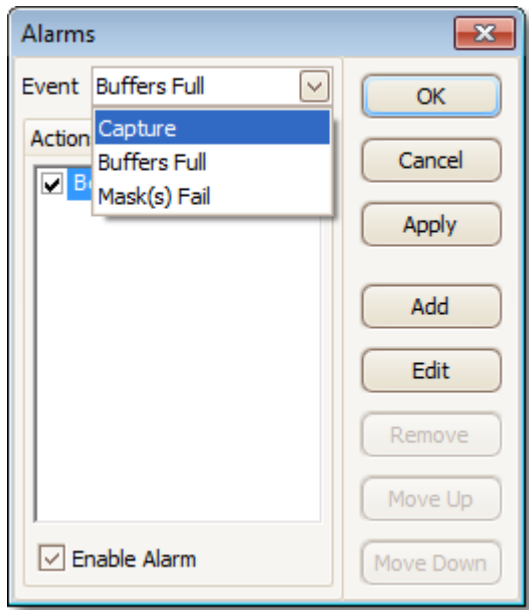 Alarms
Event Buffers Full
OK
Capture
Action
Buffers Full
Cancel
Mask(s) Fail
Apply
Add
Edit
Remove
Move Up
Enable Alarm
Move Down